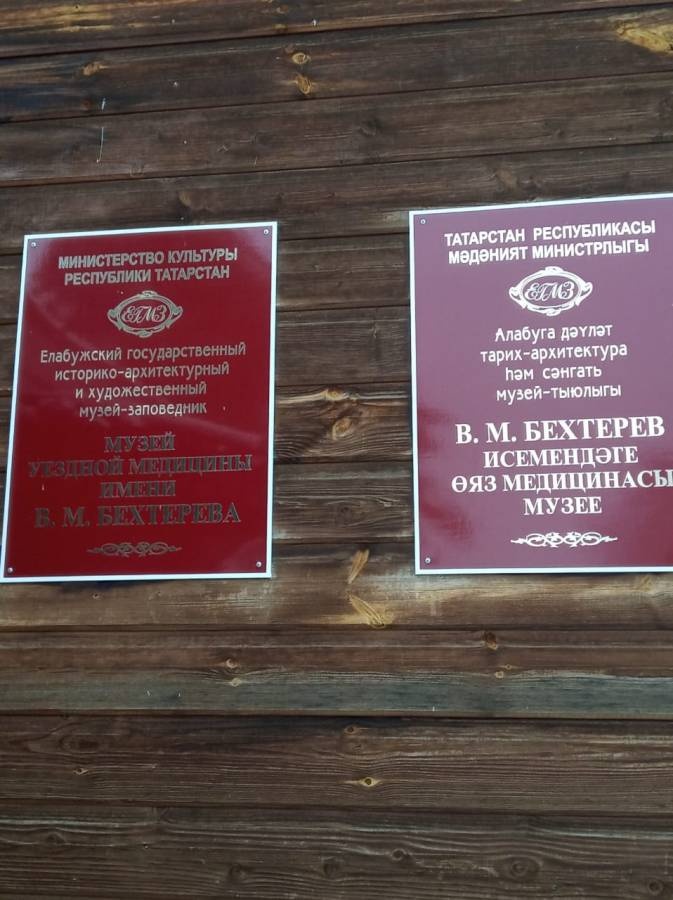 МИНИСТЕРСТВО КУЛЬТУРЫ
РЕСПУБЛИКИ ТАТАРСТАН
ЕГМЗ
Елабужский государственный
историко-архитектурный
и художественный
музей-заповедник
МУЗЕЙ
УЕЗДНОЙ МЕДИЦИНЫ
ИМЕНИ
В. М. БЕХТЕРЕВА
ТАТАРСТАН РЕСПУБЛИКАСЫ
МӘДӘНИЯТ МИНИСТРЛЫГЫ
ЕГМЗ
Алабуга дәүләт
тарих-архитектура
һәм сәнгать
музей-тыюлыгы
В. М. БЕХТЕРЕВ
ИСЕМЕНДӘГЕ
ӨЯЗ МЕДИЦИНАСЫ
МУЗЕЕ